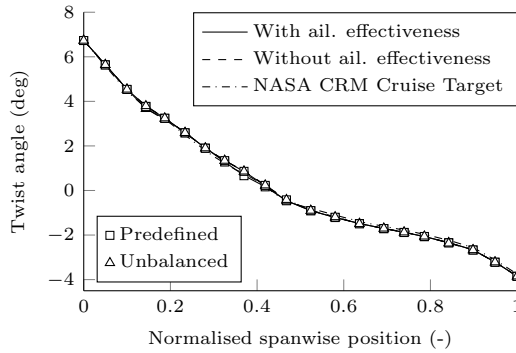 8
6
4
2
0
−2
−4
Twist angle (deg)
With ail. effectiveness
Without ail. effectiveness
NASA CRM Cruise Target
Predefined
Unbalanced
0 0.2 0.4 0.6 0.8 1
Normalised spanwise position (-)